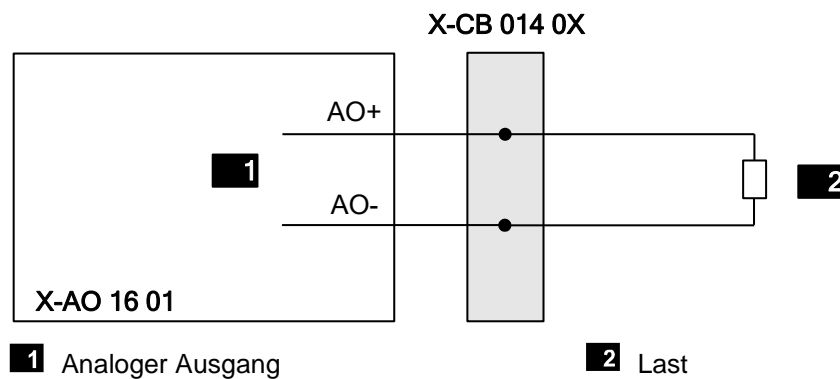 X-CB 014 0X
AO+
1
2
AO-
X-AO 16 01
1 Analoger Ausgang
2 Last